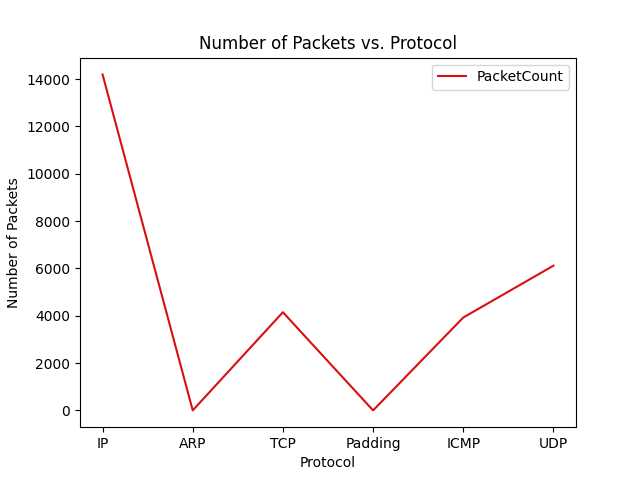 Number of Packets vs. Protocol
PacketCount
14000
12000
10000
8000
6000
4000
2000
0
Number of Packets
IP ARP TCP Padding ICMP UDP
Protocol